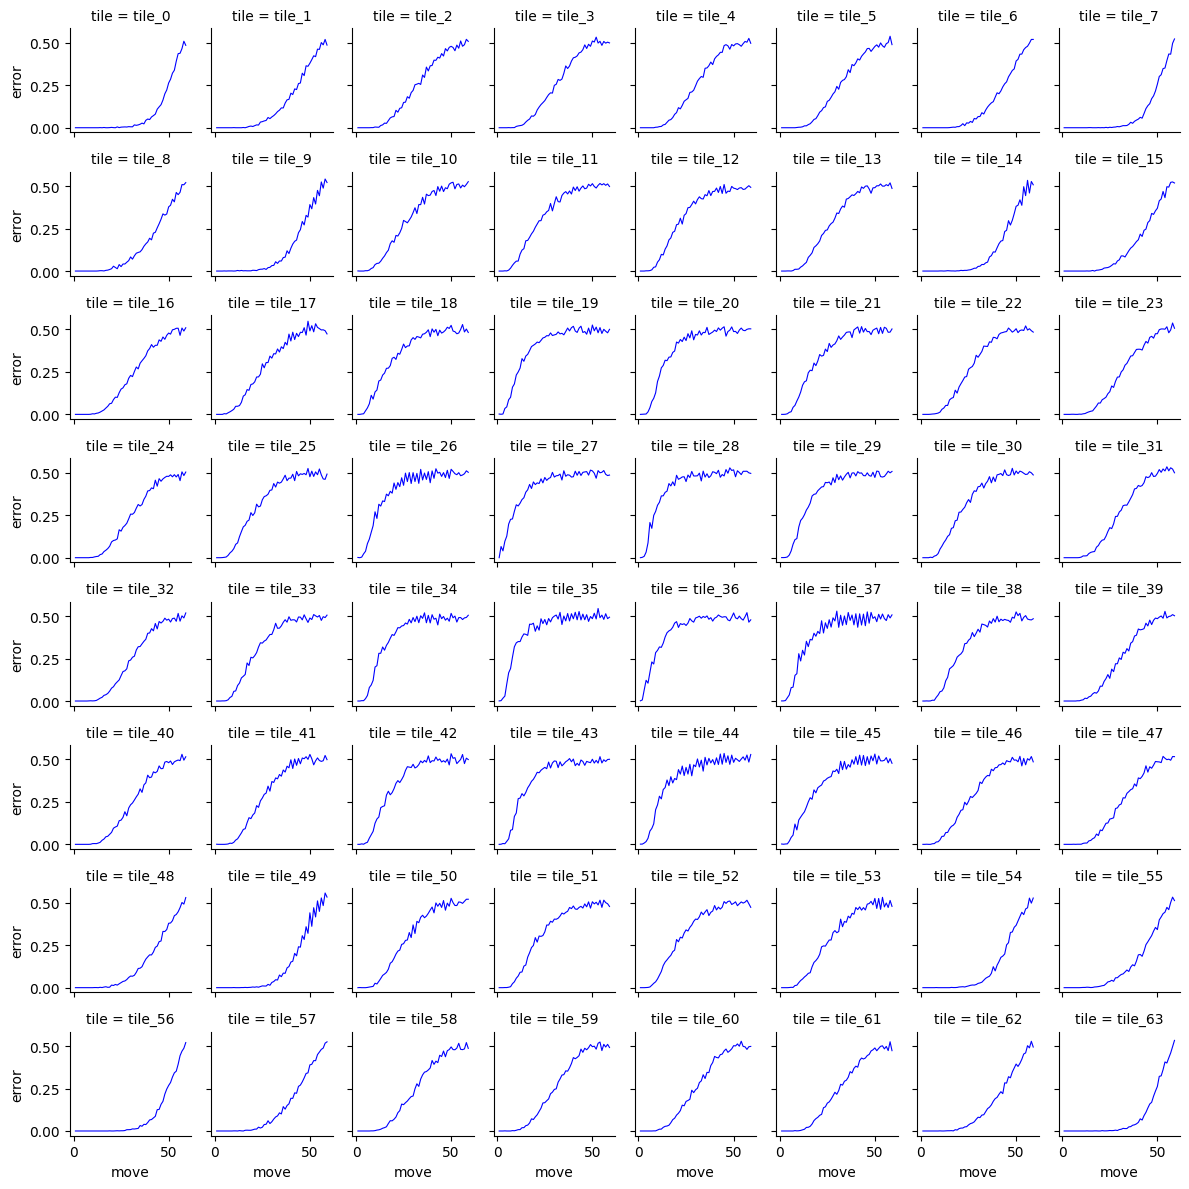 tile = tile_0 tile = tile_1 tile = tile_2 tile = tile_3 tile = tile_4 tile = tile_5 tile = tile_6 tile = tile_7
0.50
0.25
0.00
error
tile = tile_8 tile = tile_9 tile = tile_10 tile = tile_11 tile = tile_12 tile = tile_13 tile = tile_14 tile = tile_15
0.50
0.25
0.00
error
tile = tile_16 tile = tile_17 tile = tile_18 tile = tile_19 tile = tile_20 tile = tile_21 tile = tile_22 tile = tile_23
0.50
0.25
0.00
error
tile = tile_24 tile = tile_25 tile = tile_26 tile = tile_27 tile = tile_28 tile = tile_29 tile = tile_30 tile = tile_31
0.50
0.25
0.00
error
tile = tile_32 tile = tile_33 tile = tile_34 tile = tile_35 tile = tile_36 tile = tile_37 tile = tile_38 tile = tile_39
0.50
0.25
0.00
error
tile = tile_40 tile = tile_41 tile = tile_42 tile = tile_43 tile = tile_44 tile = tile_45 tile = tile_46 tile = tile_47
0.50
0.25
0.00
error
tile = tile_48 tile = tile_49 tile = tile_50 tile = tile_51 tile = tile_52 tile = tile_53 tile = tile_54 tile = tile_55
0.50
0.25
0.00
error
tile = tile_56 tile = tile_57 tile = tile_58 tile = tile_59 tile = tile_60 tile = tile_61 tile = tile_62 tile = tile_63
0.50
0.25
0.00
error
0 50 0 50 0 50 0 50 0 50 0 50 0 50 0 50
move move move move move move move move